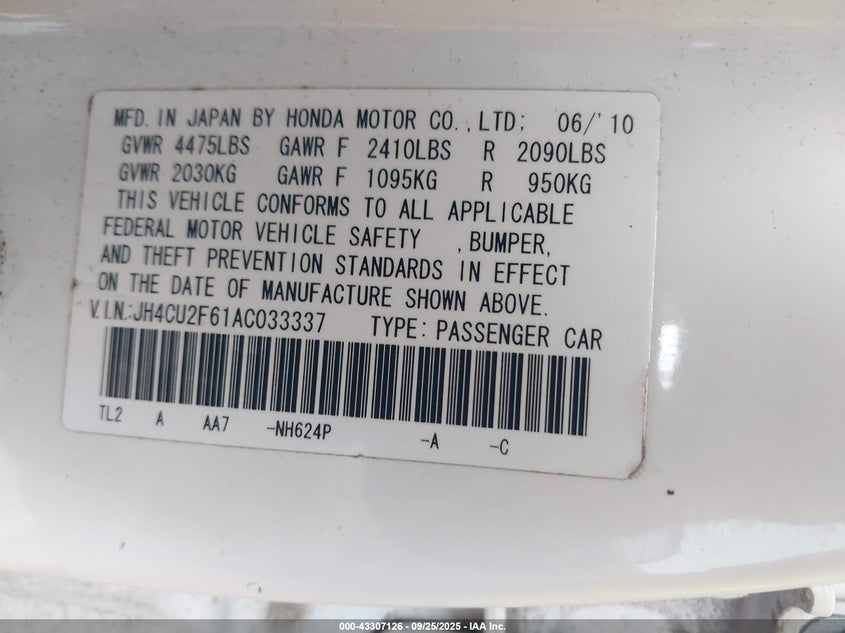 MFD. IN JAPAN BY HONDA MOTOR CO., LTD; 06/'10
GVWR 4475LBS GAWR F 2410LBS R 2090LBS
GVWR 2030KG GAWR F 1095KG R 950KG
THIS VEHICLE CONFORMS TO ALL APPLICABLE
FEDERAL MOTOR VEHICLE SAFETY , BUMPER,
AND THEFT PREVENTION STANDARDS IN EFFECT
ON THE DATE OF MANUFACTURE SHOWN ABOVE.
V.I.N.:JH4CU2F61AC033337 TYPE: PASSENGER CAR
TL2 A AA7 -NH624P -A -C
000-43307126 - 09/25/2025 - © IAA, Inc.